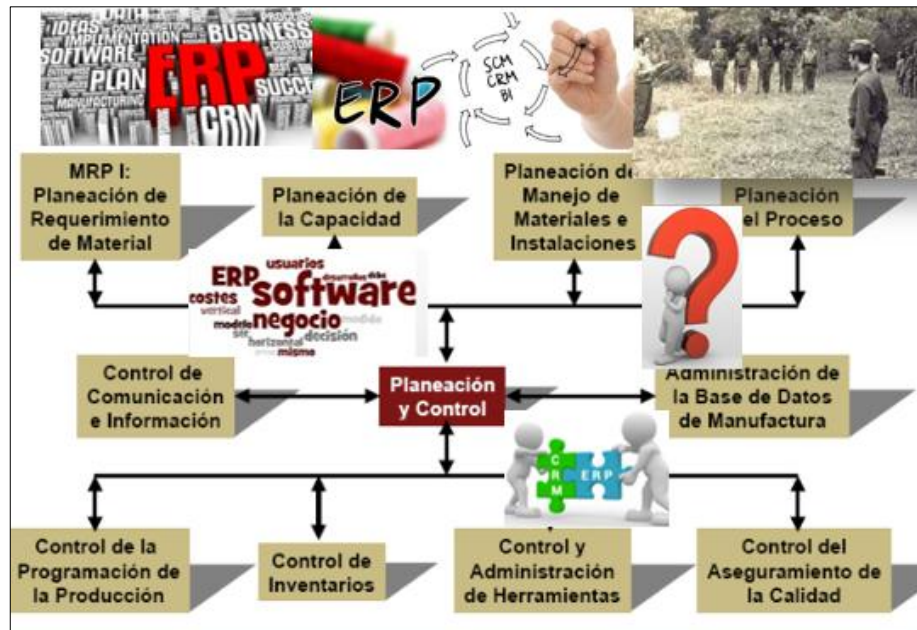 IDEAS
IMPLEMENTATION
SOFTWARE
BUSINESS
ERP
PLAN
MANUFACTURING
CRM
ERP
SCM
CRM
BI
MRP I:
Planeación de
Requerimiento
de Material
Planeación de
la Capacidad
Planeación de
Manejo de
Materiales e
Instalaciones
Planeación
el Proceso
ERP
usuarios
costes
software
vertical
modelo
negocio
horizontal
decisión
mismo
Control de
Comunicación
e Información
Planeación
y Control
Administración de
la Base de Datos
de Manufactura
C
R
M
ERP
Control de la
Programación de
la Producción
Control de
Inventarios
Control y
Administración
de Herramientas
Control del
Aseguramiento de
la Calidad